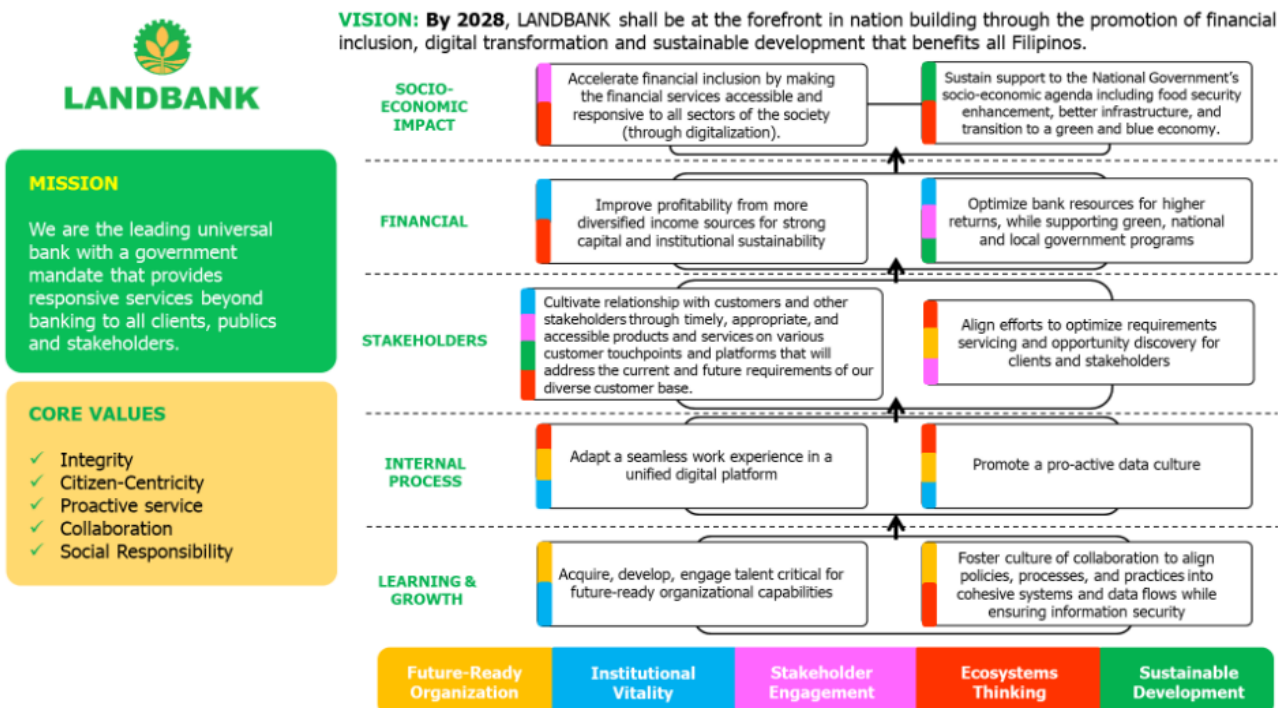 VISION: By 2028, LANDBANK shall be at the forefront in nation building through the promotion of financial
inclusion, digital transformation and sustainable development that benefits all Filipinos.
LANDBANK
MISSION
We are the leading universal
bank with a government
mandate that provides
responsive services beyond
banking to all clients, publics
and stakeholders.
CORE VALUES
✓ Integrity
✓ Citizen-Centricity
✓ Proactive service
✓ Collaboration
✓ Social Responsibility
SOCIO-
ECONOMIC
IMPACT
Accelerate financial inclusion by making
the financial services accessible and
responsive to all sectors of the society
(through digitalization).
Sustain support to the National Government's
socio-economic agenda including food security
enhancement, better infrastructure, and
transition to a green and blue economy.
FINANCIAL
Improve profitability from more
diversified income sources for strong
capital and institutional sustainability
Optimize bank resources for higher
returns, while supporting green, national
and local government programs
STAKEHOLDERS
Cultivate relationship with customers and other
stakeholders through timely, appropriate, and
accessible products and services on various
customer touchpoints and platforms that will
address the current and future requirements of our
diverse customer base.
Align efforts to optimize requirements
servicing and opportunity discovery for
clients and stakeholders
INTERNAL
PROCESS
Adapt a seamless work experience in a
unified digital platform
Promote a pro-active data culture
LEARNING &
GROWTH
Acquire, develop, engage talent critical for
future-ready organizational capabilities
Foster culture of collaboration to align
policies, processes, and practices into
cohesive systems and data flows while
ensuring information security
Future-Ready
Organization
Institutional
Vitality
Stakeholder
Engagement
Ecosystems
Thinking
Sustainable
Development